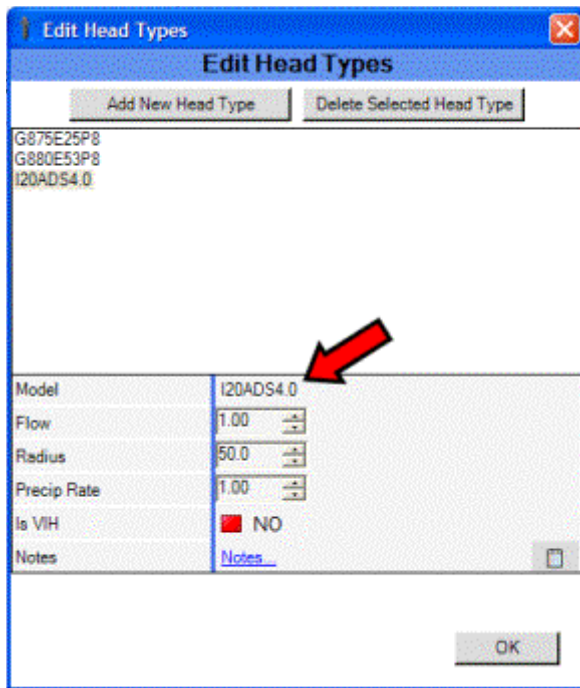 Edit Head Types
Edit Head Types
Add New Head Type Delete Selected Head Type
G875E25P8
G880E53P8
I20ADS4.0
Model I20ADS4.0
Flow 1.00
Radius 50.0
Precip Rate 1.00
Is VIH NO
Notes Notes...
OK